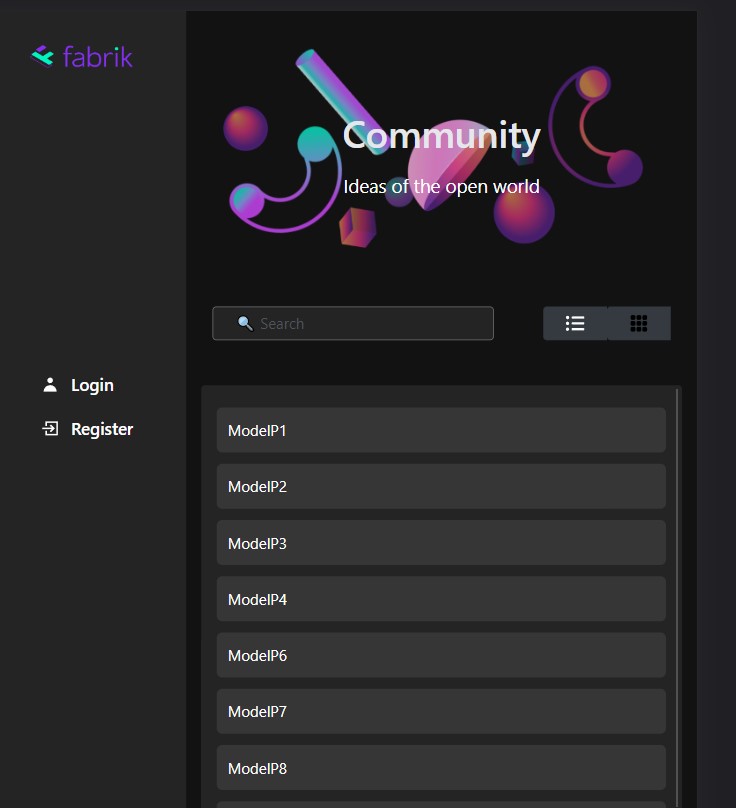 fabrik
Community
Ideas of the open world
Search
Login
Register
ModelP1
ModelP2
ModelP3
ModelP4
ModelP6
ModelP7
ModelP8